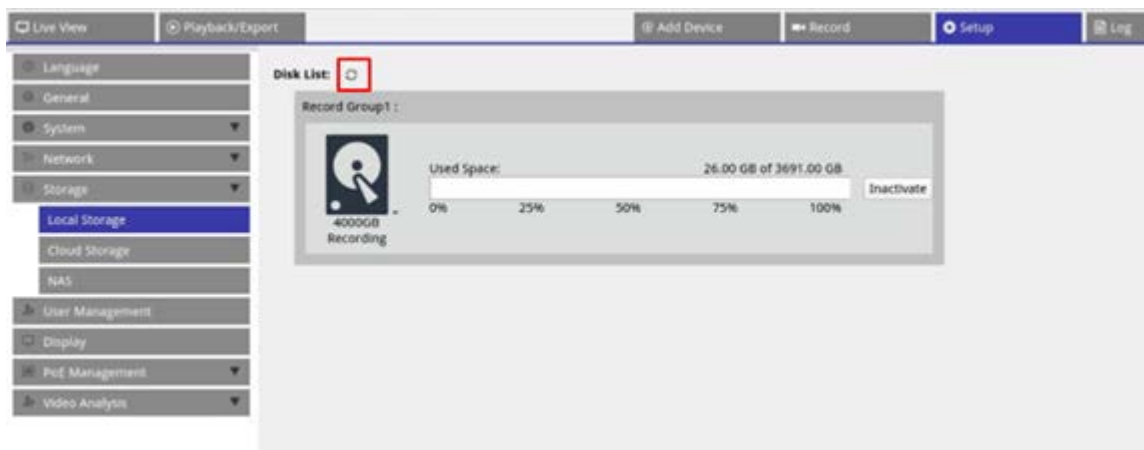 Live View Playback/Export Add Device Record Setup Log
Language
General
System
Network
Storage
Local Storage
Cloud Storage
NAS
User Management
Display
PoE Management
Video Analysis
Disk List:
Record Group1 :
Used Space: 26.00 GB of 3691.00 GB
Inactivate
0% 25% 50% 75% 100%
4000GB
Recording